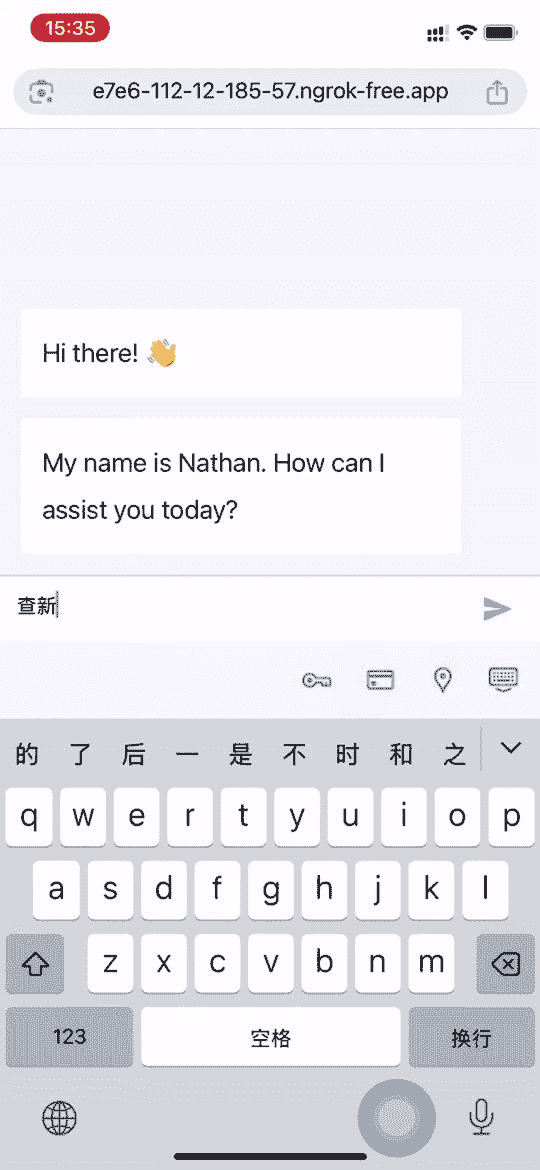 15:35
e7e6-112-12-185-57.ngrok-free.app
Hi there! 👋
My name is Nathan. How can I
assist you today?
查新
的 了 后 一 是 不 时 和 之
q w e r t y u i o p
a s d f g h j k l
z x c v b n m
123 空格 换行